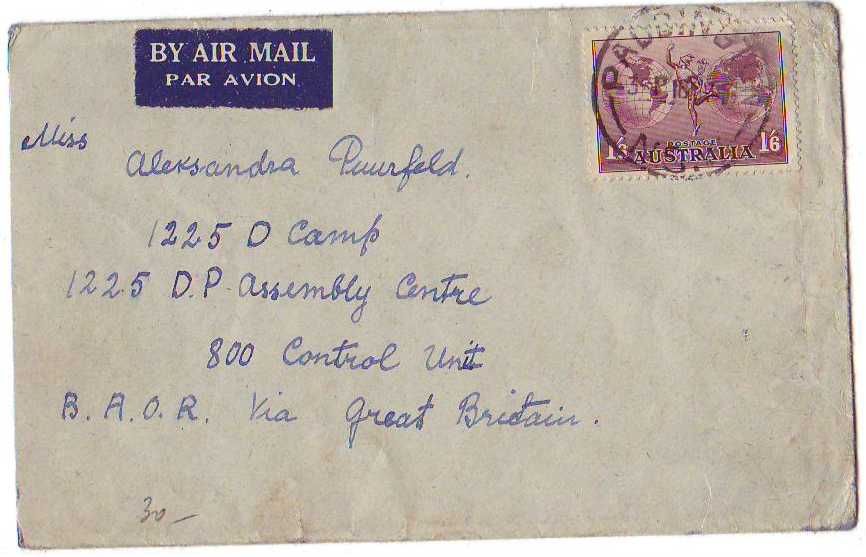 BY AIR MAIL
PAR AVION
PADDINGTON
POSTAGE
1/6 AUSTRALIA 1/6
Miss
Aleksandra Puurfeld.
1225 D Camp
1225 D.P. Assembly Centre
800 Control Unit
B. A. O. R. Via Great Britain.
30 –